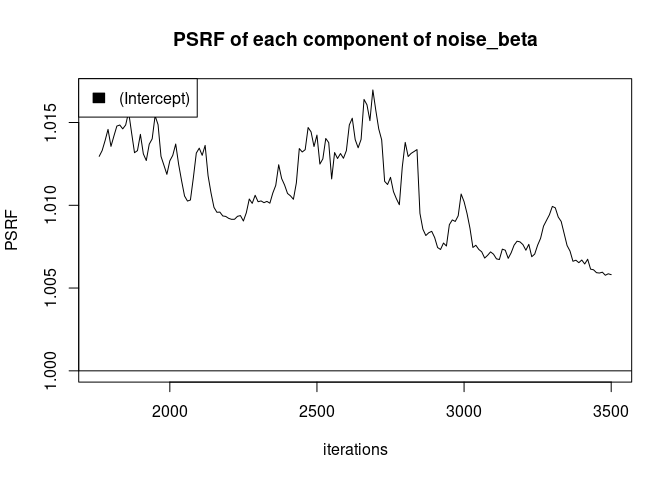 PSRF of each component of noise_beta
(Intercept)
PSRF
1.015
1.010
1.005
1.000
2000 2500 3000 3500
iterations